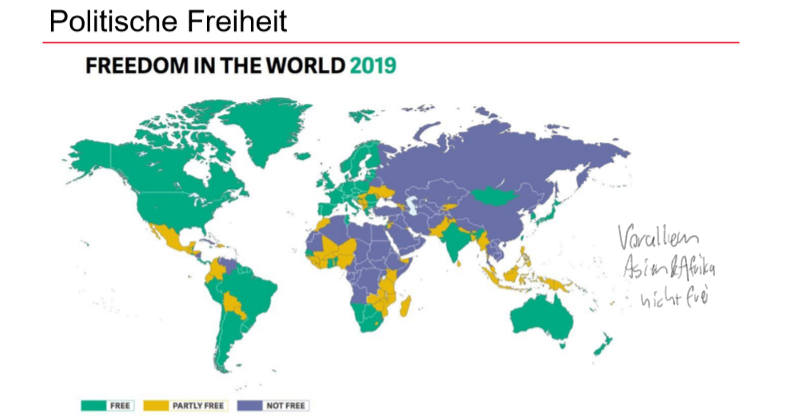 Politische Freiheit
FREEDOM IN THE WORLD 2019
Vorallem
Asien & Afrika
nicht frei
FREE
PARTLY FREE
NOT FREE